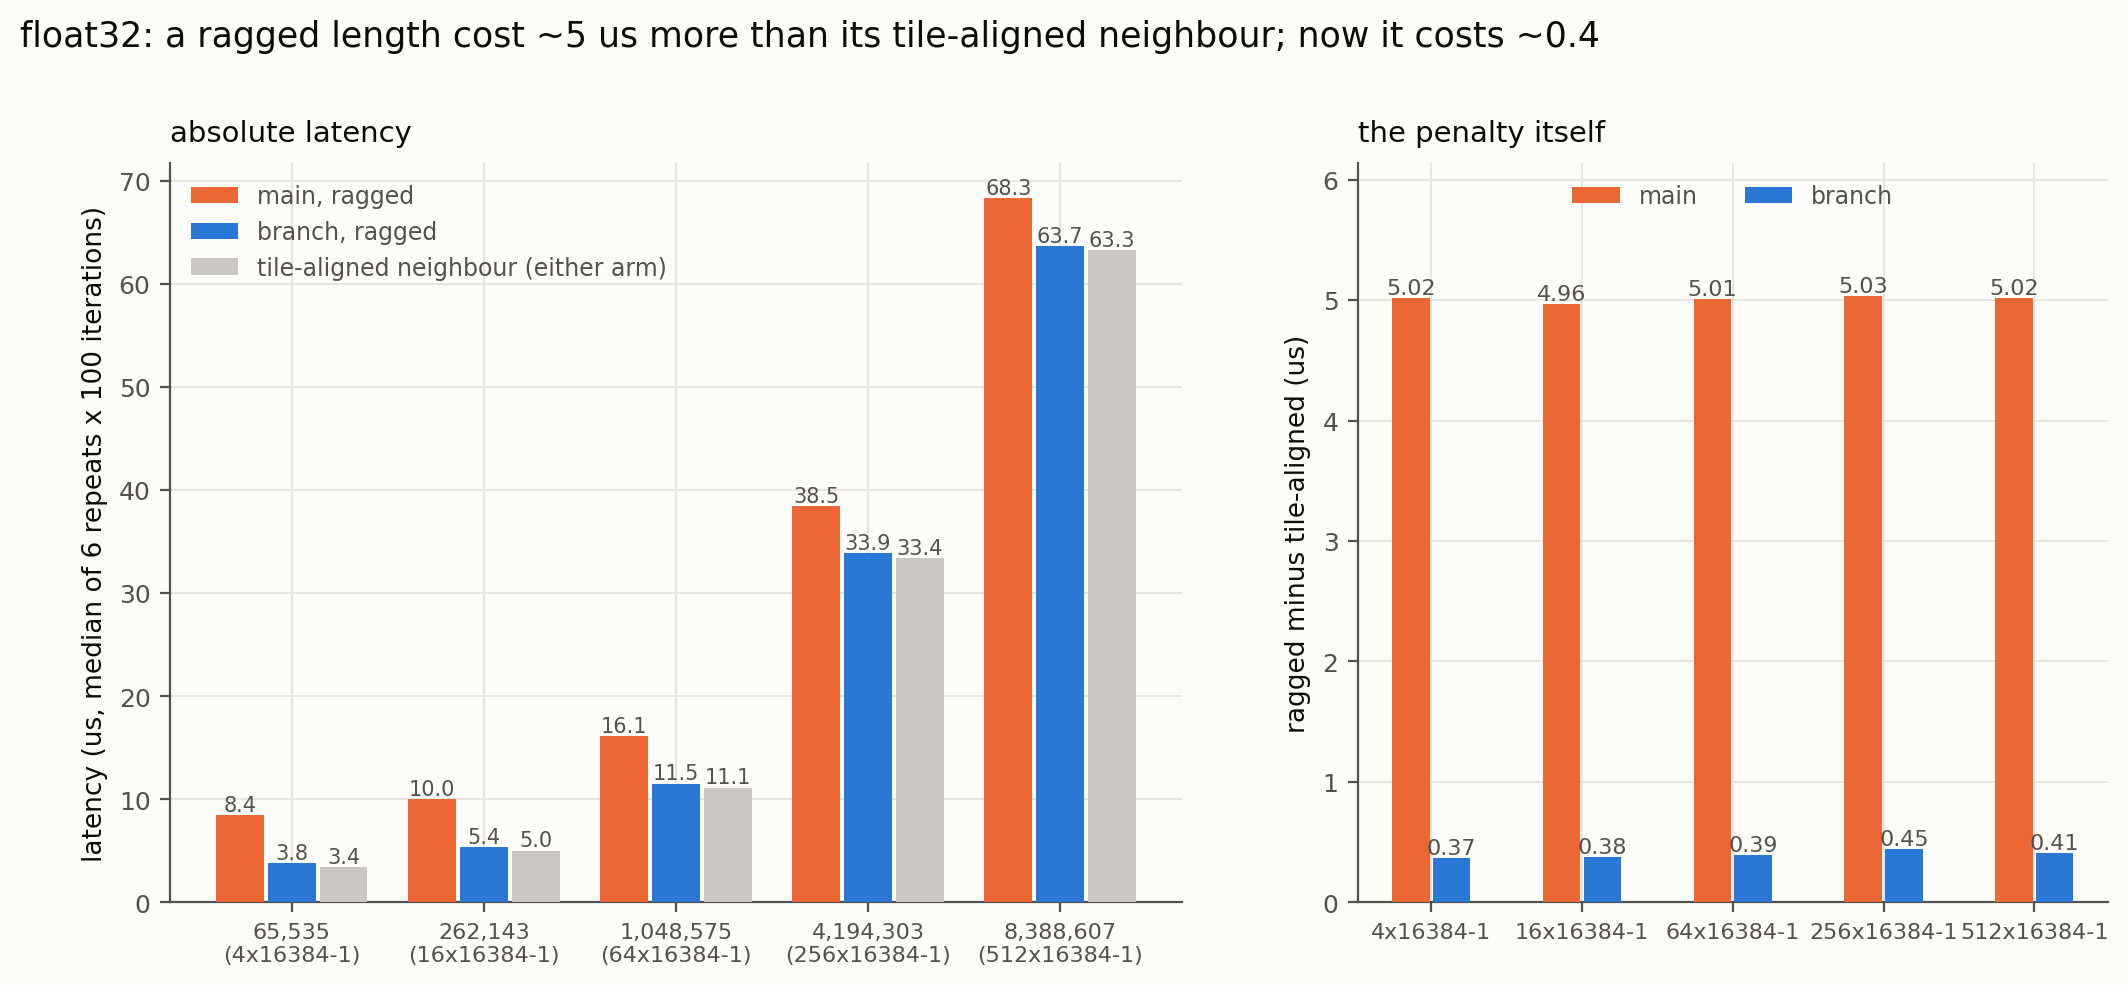 float32: a ragged length cost ~5 us more than its tile-aligned neighbour; now it costs ~0.4
absolute latency
latency (us, median of 6 repeats x 100 iterations)
70
60
50
40
30
20
10
0
main, ragged
branch, ragged
tile-aligned neighbour (either arm)
8.4
3.8
3.4
10.0
5.4
5.0
16.1
11.5
11.1
38.5
33.9
33.4
68.3
63.7
63.3
65,535
(4x16384-1)
262,143
(16x16384-1)
1,048,575
(64x16384-1)
4,194,303
(256x16384-1)
8,388,607
(512x16384-1)
the penalty itself
ragged minus tile-aligned (us)
6
5
4
3
2
1
0
main
branch
5.02
0.37
4.96
0.38
5.01
0.39
5.03
0.45
5.02
0.41
4x16384-1
16x16384-1
64x16384-1
256x16384-1
512x16384-1